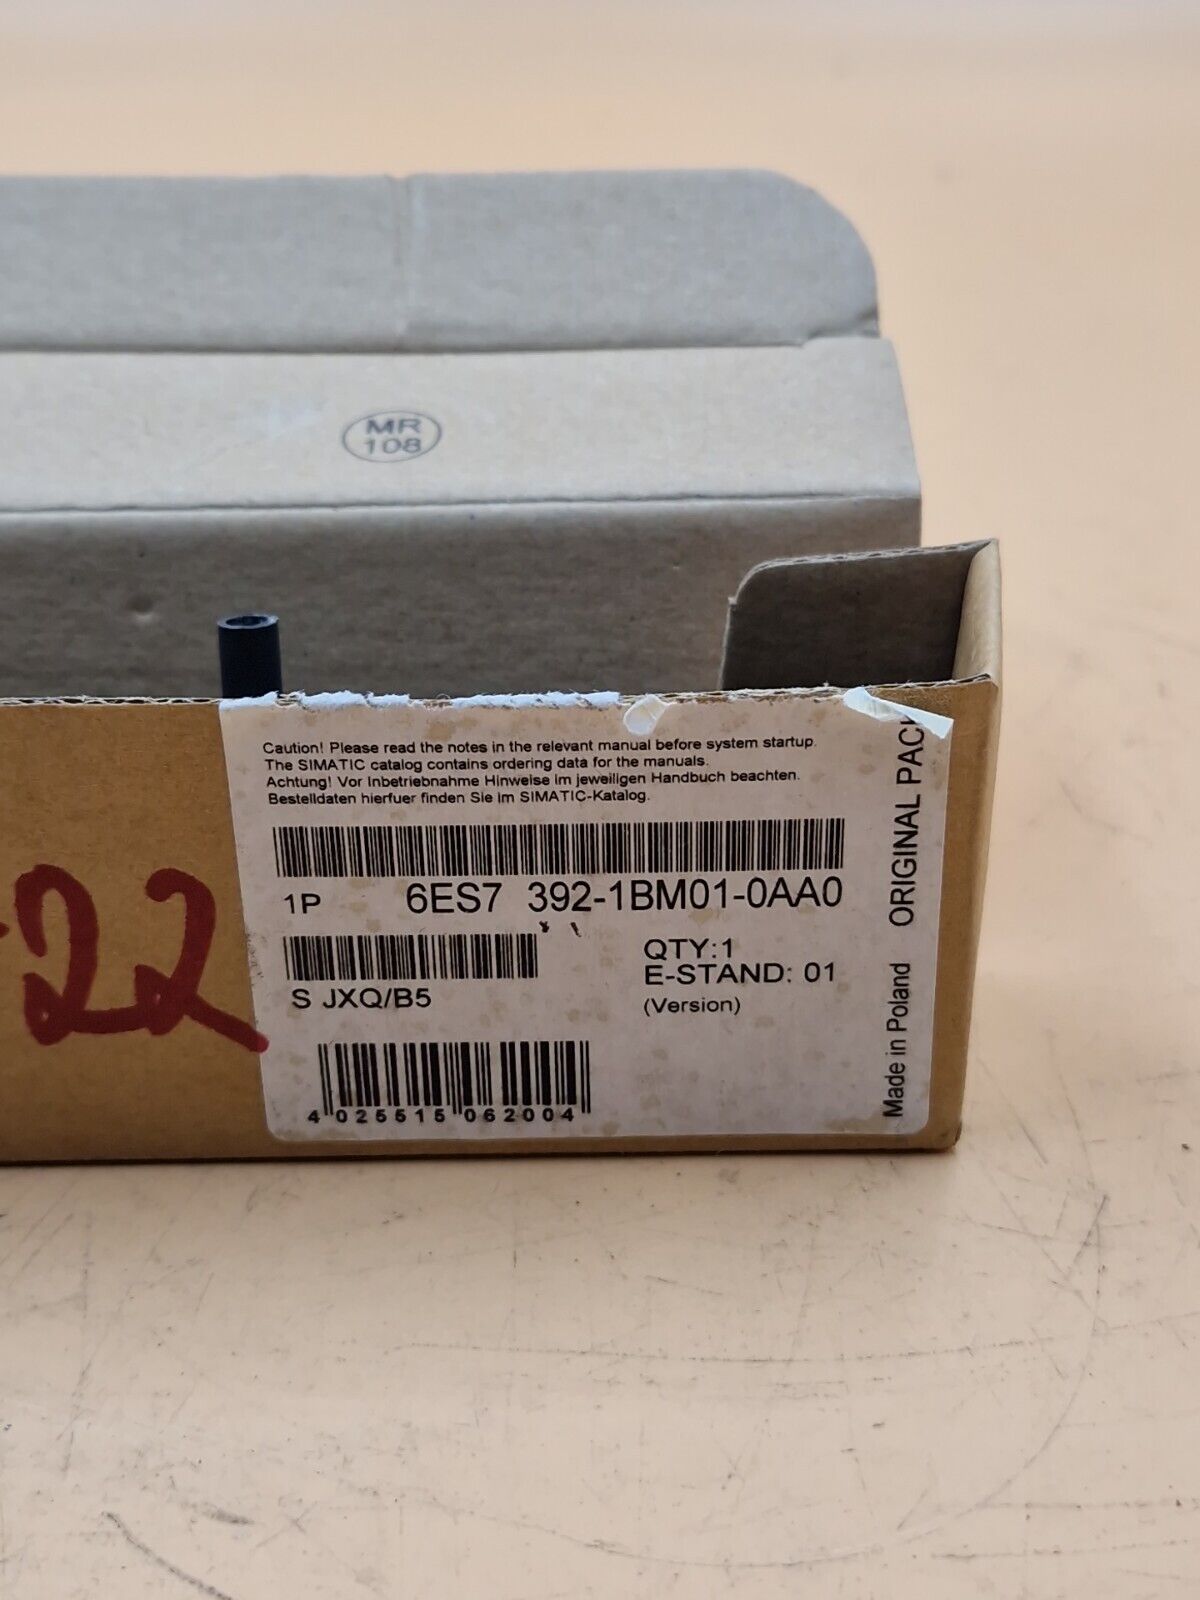 MR
108
Caution! Please read the notes in the relevant manual before system startup.
The SIMATIC catalog contains ordering data for the manuals.
Achtung! Vor Inbetriebnahme Hinweise im jeweiligen Handbuch beachten.
Bestelldaten hierfuer finden Sie im SIMATIC-Katalog.
1P 6ES7 392-1BM01-0AA0
S JXQ/B5
QTY:1
E-STAND: 01
(Version)
4 025515 062004
Made in Poland ORIGINAL PACK
22